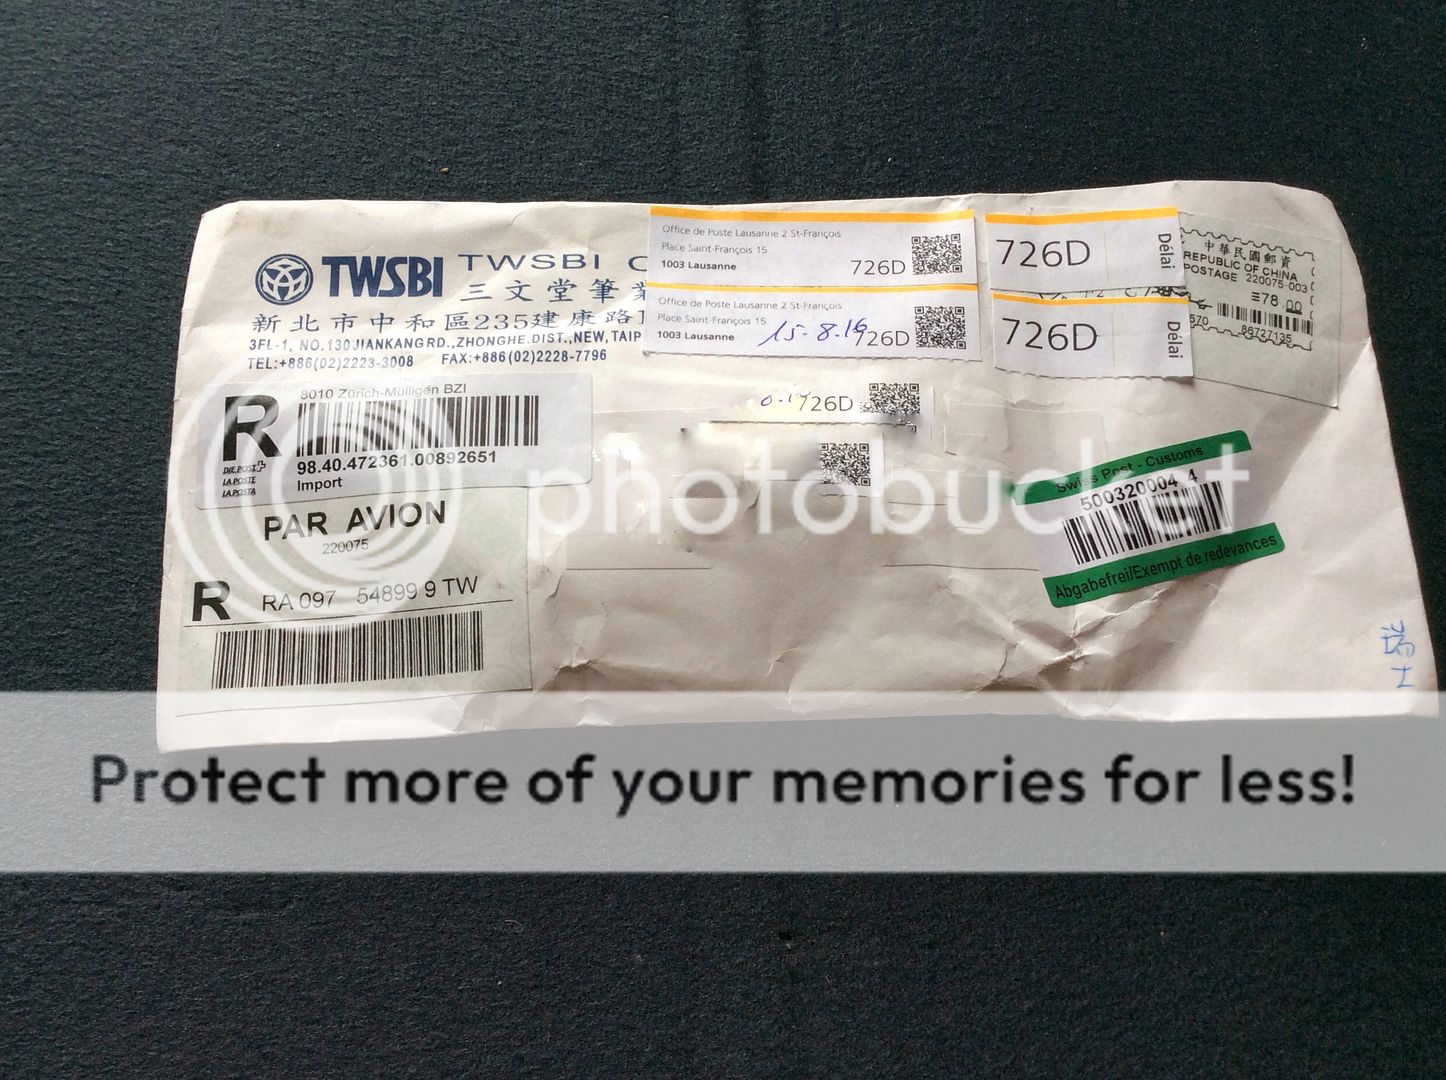 TWSBI TWSBI C
三文堂筆業
新北市中和區235建康路1
3FL-1, NO.130JIANKANGRD.,ZHONGHE.DIST.,NEW,TAIP
TEL:+886(02)2223-3008 FAX:+886(02)2228-7796
Office de Poste Lausanne 2 St-François
Place Saint-François 15
1003 Lausanne 726D
726D Délai
Office de Poste Lausanne 2 St-François
Place Saint-François 15
1003 Lausanne 15-8-16 726D
726D Délai
726D
中華民國郵資
REPUBLIC OF CHINA
POSTAGE 220075-003
≡78.00
670 86727135
R
8010 Zürich-Mülligen BZI
98.40.472361.00892651
Import
DIE POST
LA POSTE
LA POSTA
PAR AVION
220075
R RA 097 54899 9 TW
Swiss Post - Customs
500320004 4
Abgabefrei/Exempt de redevances
photobucket
Protect more of your memories for less!